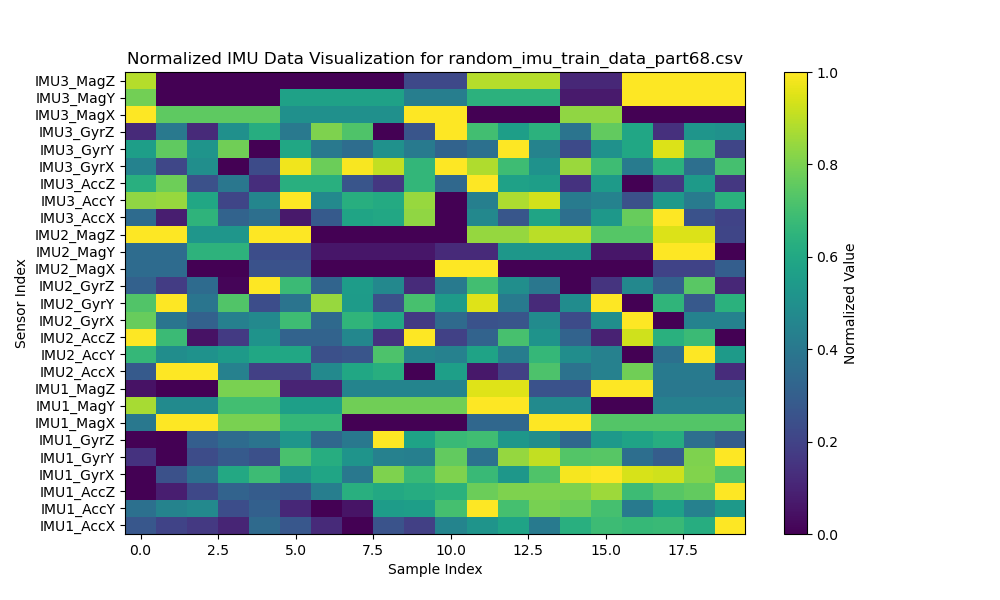 Normalized IMU Data Visualization for random_imu_train_data_part68.csv
IMU3_MagZ
IMU3_MagY
IMU3_MagX
IMU3_GyrZ
IMU3_GyrY
IMU3_GyrX
IMU3_AccZ
IMU3_AccY
IMU3_AccX
IMU2_MagZ
IMU2_MagY
IMU2_MagX
IMU2_GyrZ
IMU2_GyrY
IMU2_GyrX
IMU2_AccZ
IMU2_AccY
IMU2_AccX
IMU1_MagZ
IMU1_MagY
IMU1_MagX
IMU1_GyrZ
IMU1_GyrY
IMU1_GyrX
IMU1_AccZ
IMU1_AccY
IMU1_AccX
Sensor Index
0.0 2.5 5.0 7.5 10.0 12.5 15.0 17.5
Sample Index
1.0
0.8
0.6
0.4
0.2
0.0
Normalized Value